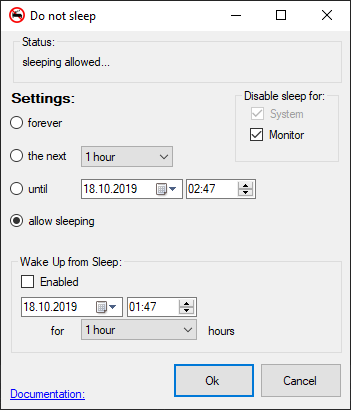 Do not sleep
Status:
sleeping allowed...
Settings:
Disable sleep for:
System
Monitor
forever
the next 1 hour
until 18.10.2019 02:47
allow sleeping
Wake Up from Sleep:
Enabled
18.10.2019 01:47
for 1 hour hours
Documentation:
Ok Cancel